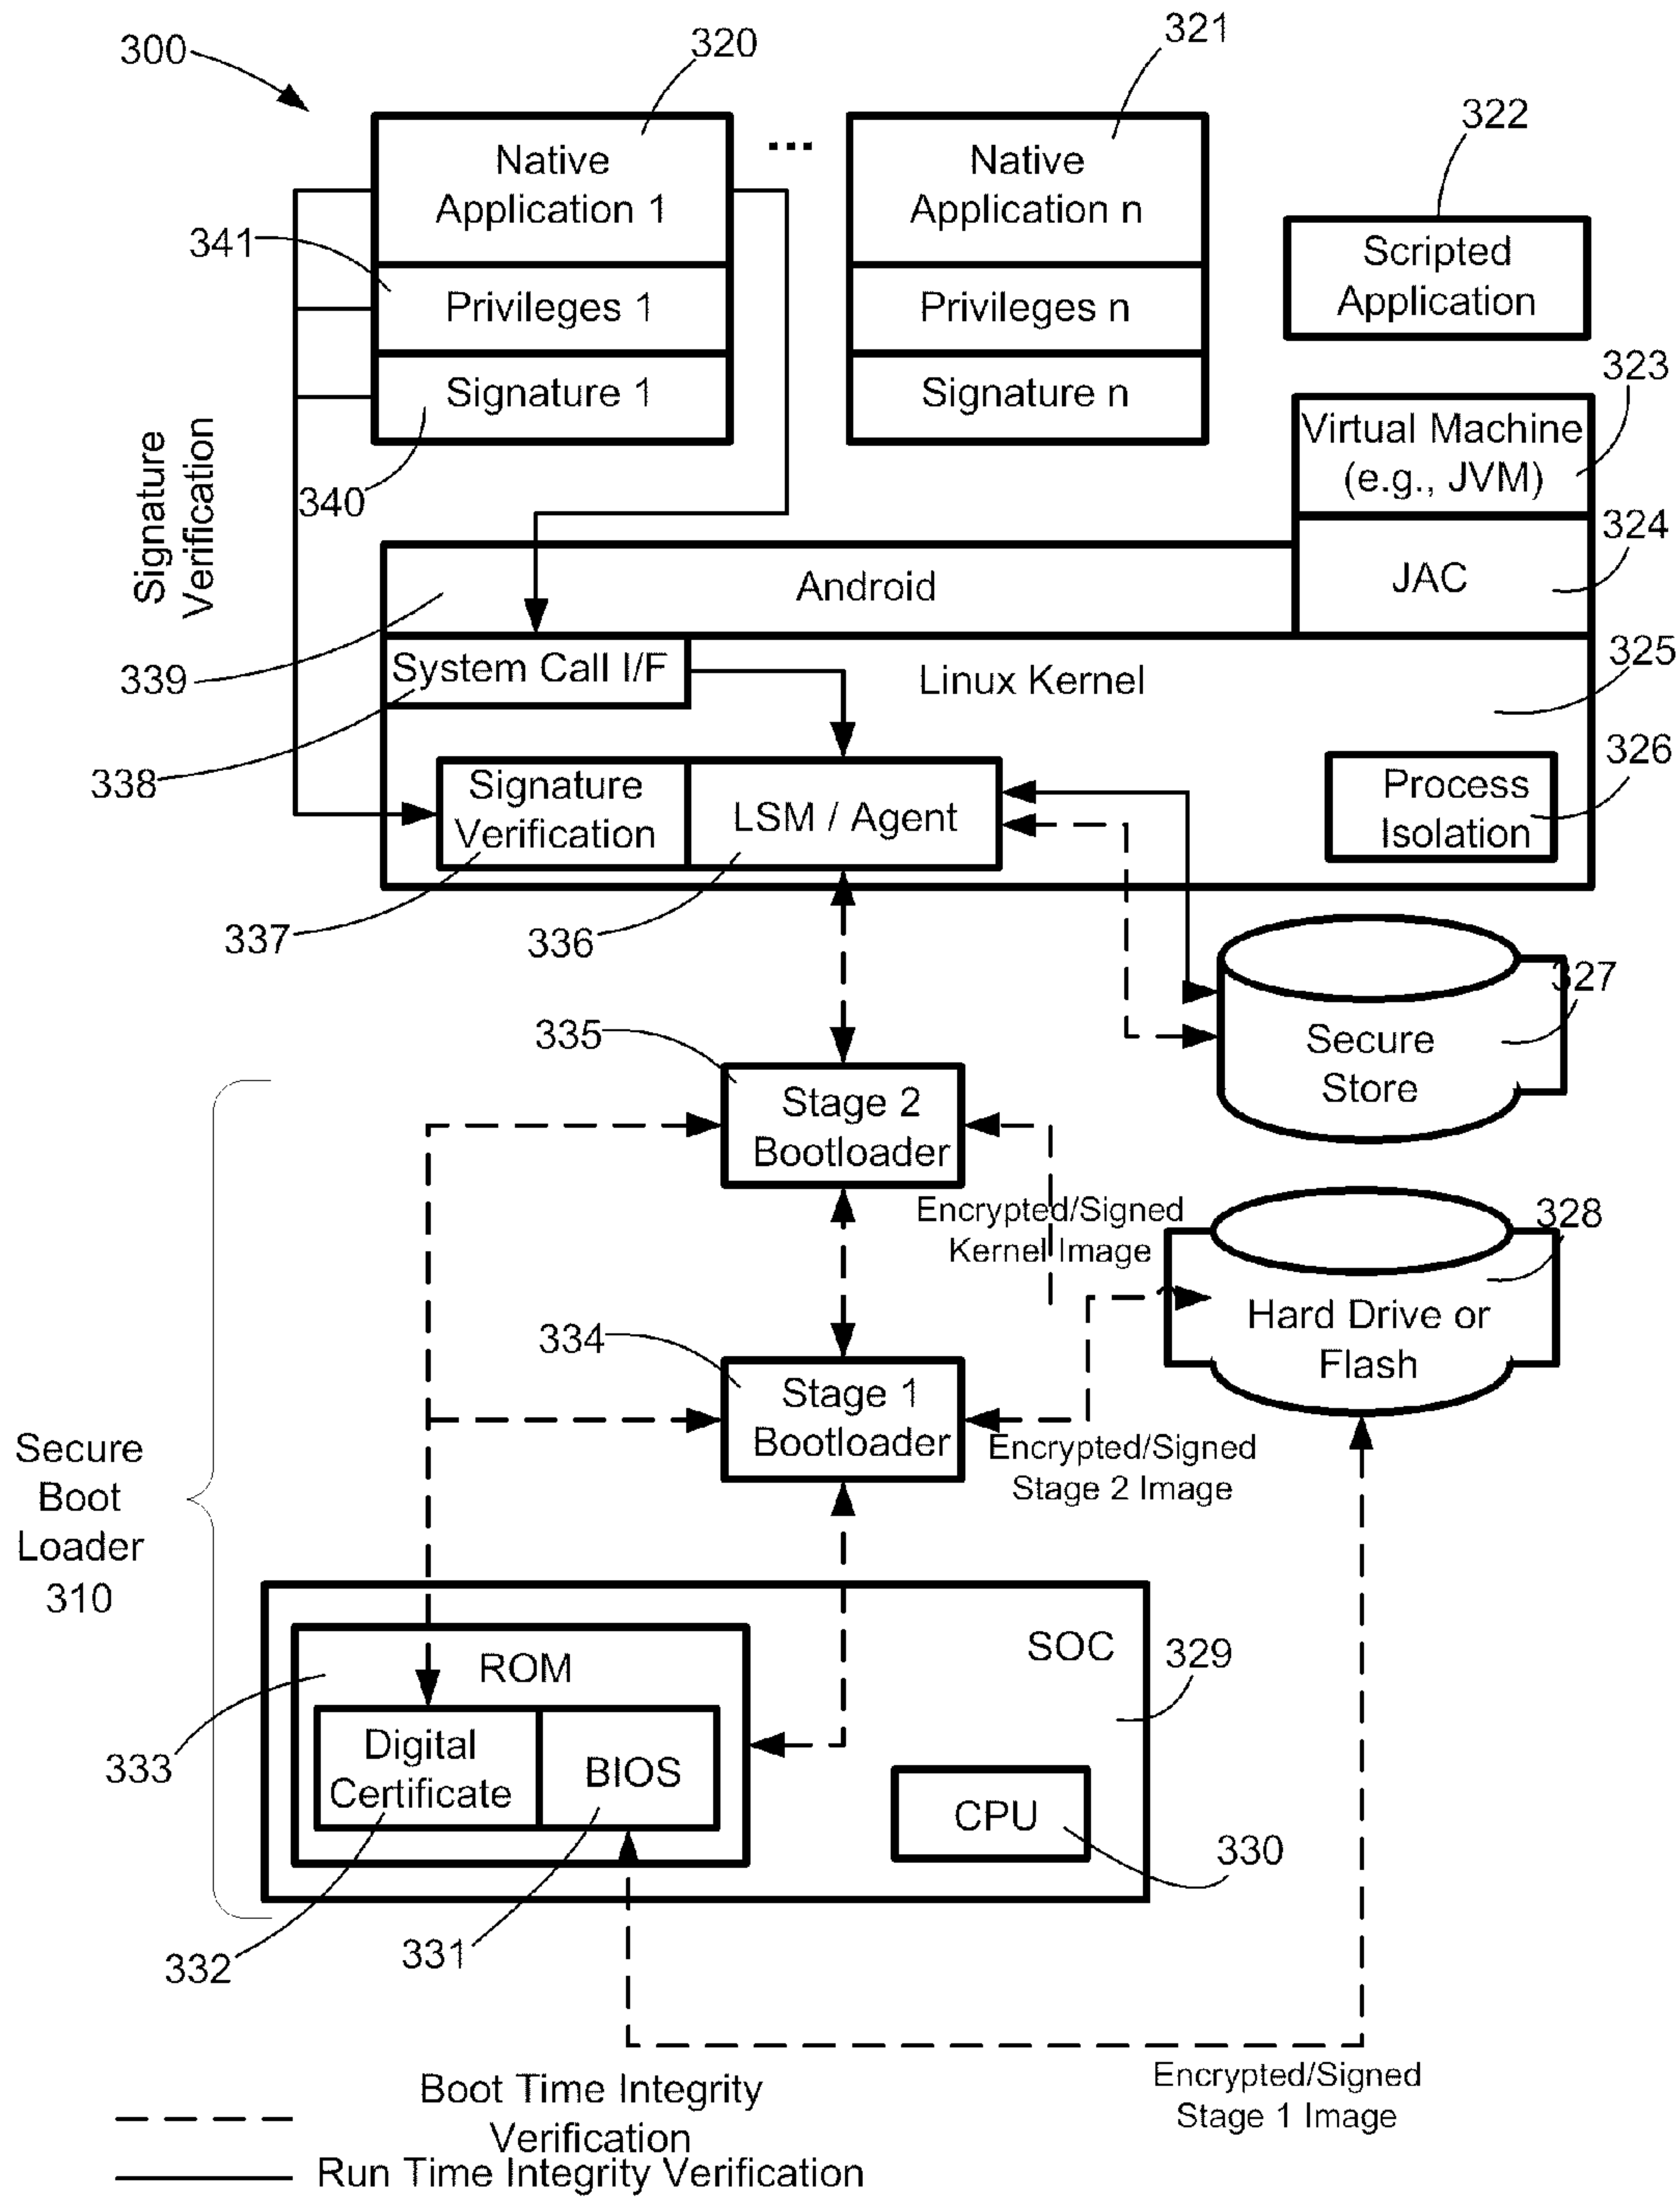 300
320
321
322
Native
Application 1
...
Native
Application n
Scripted
Application
341
Privileges 1
Privileges n
Signature 1
Signature n
323
Virtual Machine
(e.g., JVM)
340
Signature
Verification
324
JAC
Android
339
System Call I/F
Linux Kernel
325
338
Signature
Verification
LSM / Agent
326
Process
Isolation
337
336
327
Secure
Store
335
Stage 2
Bootloader
Encrypted/Signed
Kernel Image
328
Hard Drive or
Flash
334
Stage 1
Bootloader
Encrypted/Signed
Stage 2 Image
Secure
Boot
Loader
310
SOC
329
ROM
333
Digital
Certificate
BIOS
CPU
330
332
331
Encrypted/Signed
Stage 1 Image
Boot Time Integrity
Verification
Run Time Integrity Verification